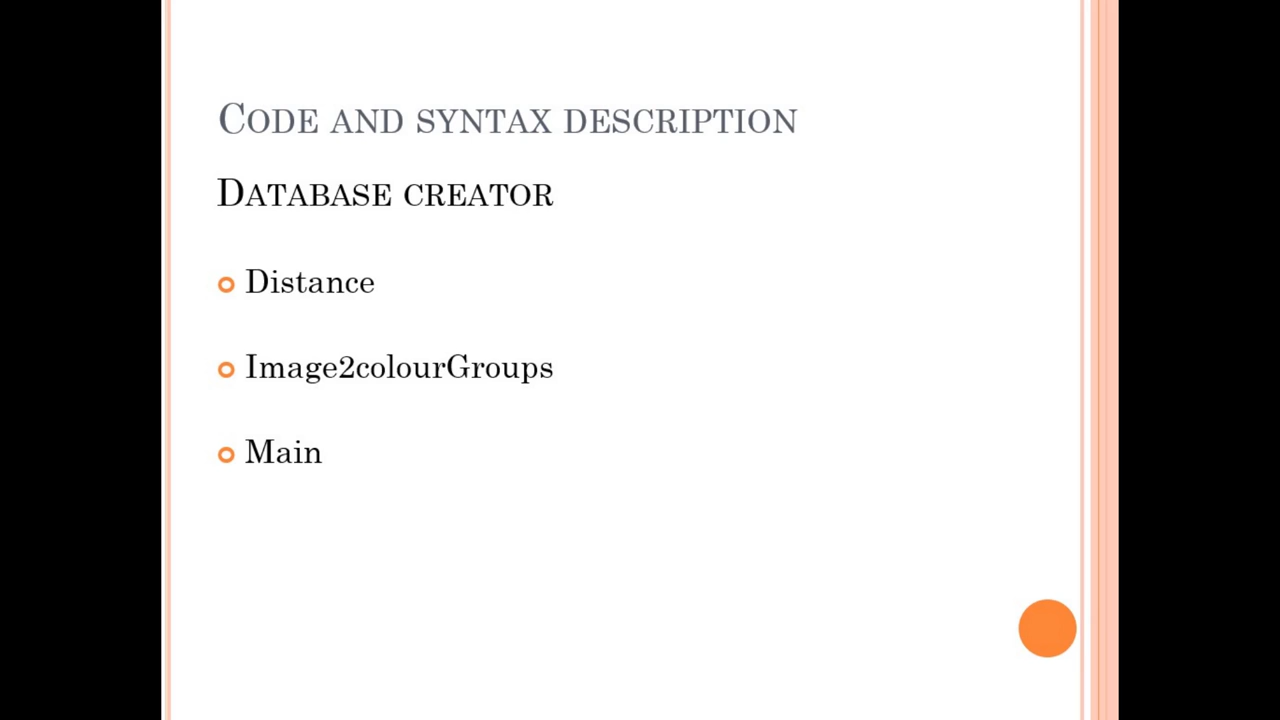 Code and syntax description
Database creator
Distance
Image2colourGroups
Main